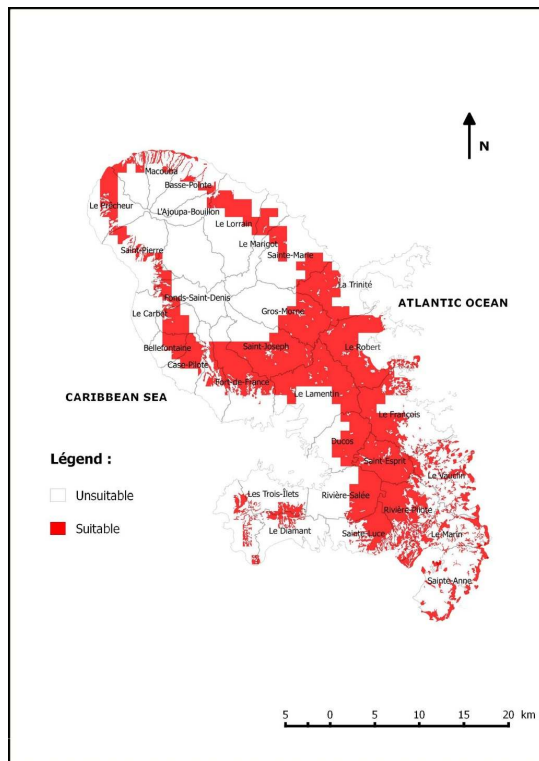 N
Macouba
Basse-Pointe
Le Prêcheur
L'Ajoupa-Bouillon
Le Lorrain
Le Marigot
Saint-Pierre
Sainte-Marie
La Trinité
Fonds-Saint-Denis
ATLANTIC OCEAN
Le Carbet
Gros-Morne
Bellefontaine
Saint-Joseph
Le Robert
Case-Pilote
Fort-de-France
Le Lamentin
CARIBBEAN SEA
Le François
Ducos
Légend :
Saint-Esprit
Le Vauclin
Unsuitable
Les Trois-Îlets
Rivière-Salée
Rivière-Pilote
Suitable
Le Diamant
Sainte-Luce
Le Marin
Sainte-Anne
5 0 5 10 15 20 km